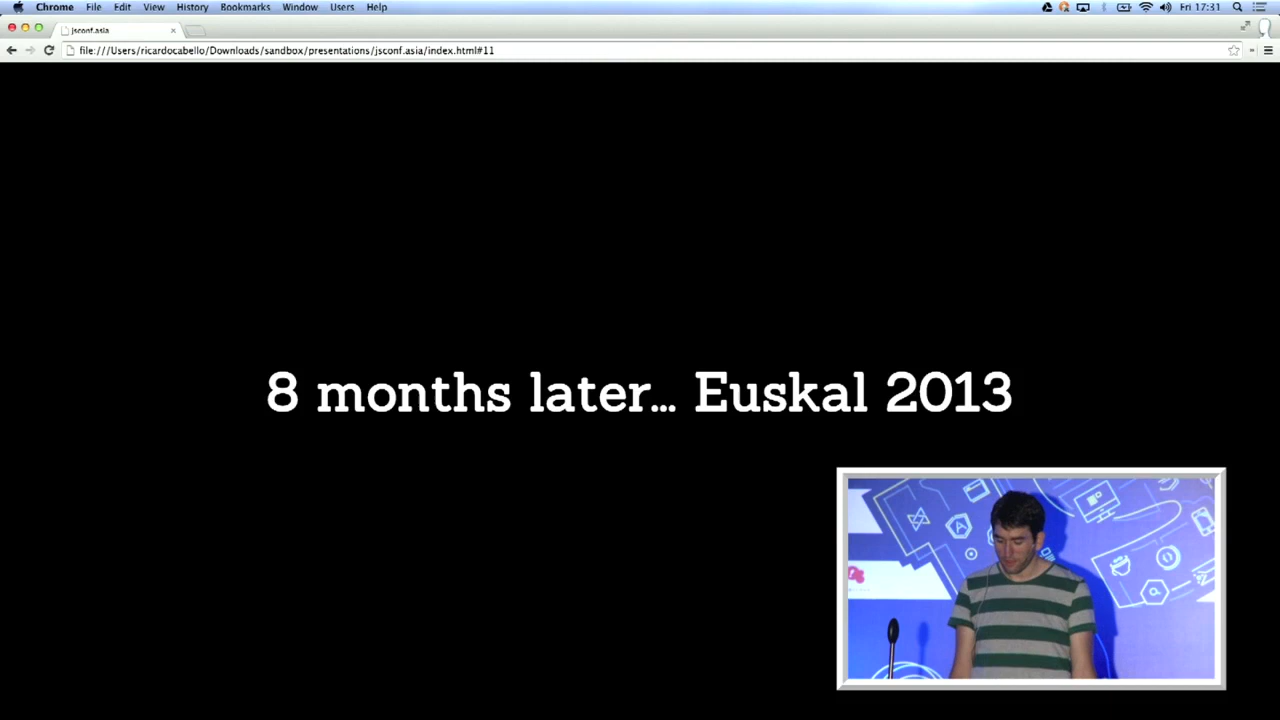 Chrome File Edit View History Bookmarks Window Users Help Fri 17:31
jsconf.asia
file:///Users/ricardocabello/Downloads/sandbox/presentations/jsconf.asia/index.html#11
8 months later... Euskal 2013